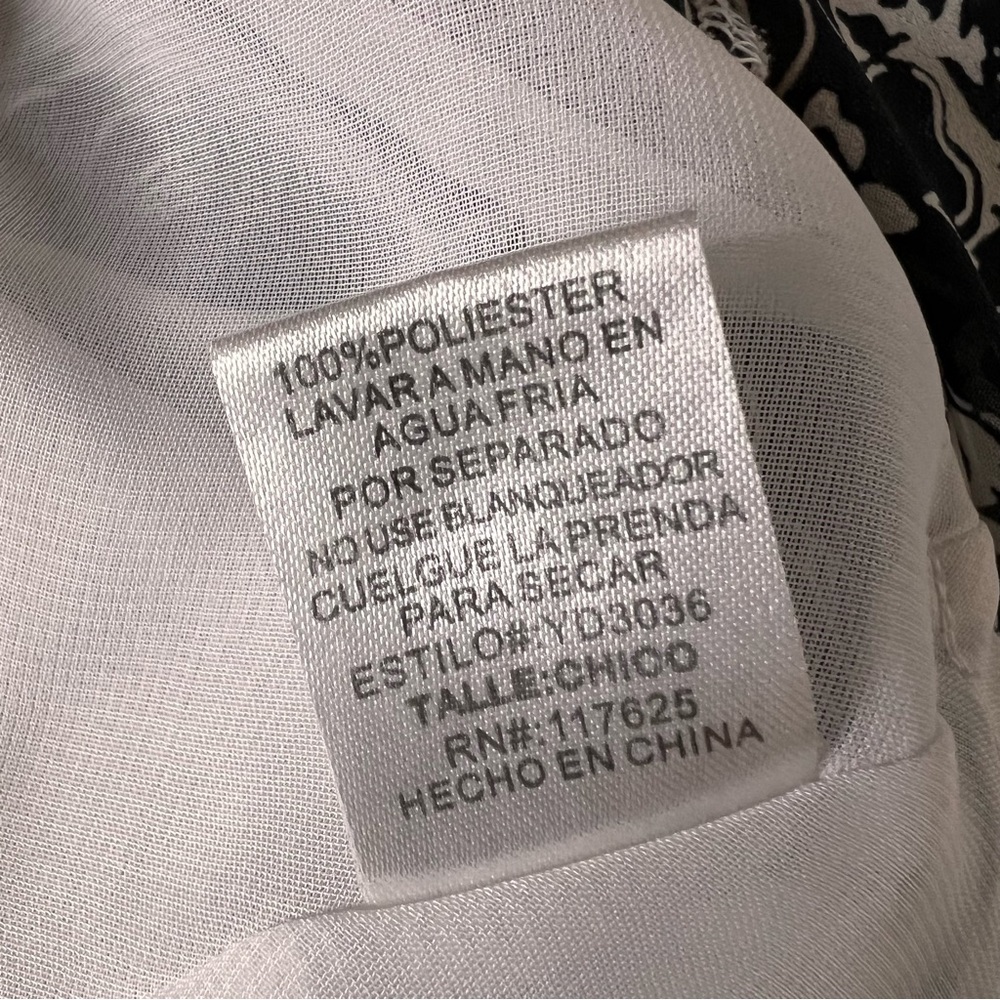 100%POLIESTER
LAVAR A MANO EN
AGUA FRIA
POR SEPARADO
NO USE BLANQUEADOR
CUELGUE LA PRENDA
PARA SECAR
ESTILO#:YD3036
TALLE:CHICO
RN#:117625
HECHO EN CHINA